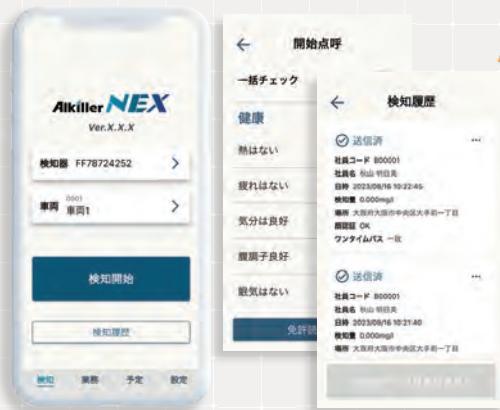 Alkiller NEX
Ver.X.X.X
検知器 FF78724252
0001
車両 車両1
検知開始
検知履歴
検知 業務 予定 設定
開始点呼
一括チェック
健康
熱はない
疲れはない
気分は良好
腹調子良好
眠気はない
検知履歴
送信済
社員コード B00001
社員名 秋山 明日美
日時 2023/08/16 10:22:45
検知量 0.000mg/l
場所 大阪府大阪市中央区大手前一丁目
顔認証 OK
ワンタイムパス 一致
送信済
社員コード B00001
社員名 秋山 明日美
日時 2023/08/16 10:21:40
検知量 0.000mg/l
場所 大阪府大阪市中央区大手前一丁目